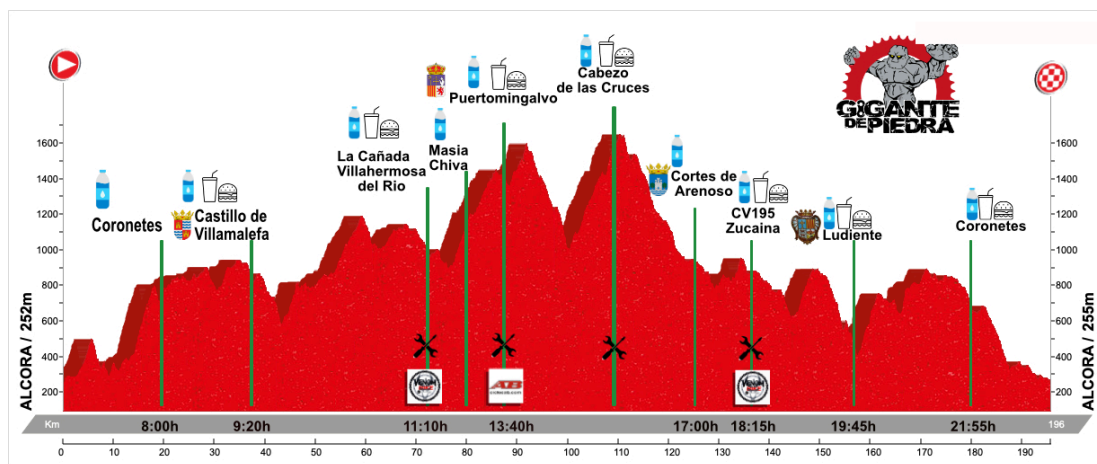 GIGANTE
DE PIEDRA
Cabezo
de las Cruces
Puertomingalvo
Masia
Chiva
La Cañada
Villahermosa
del Rio
Cortes de
Arenoso
CV195
Zucaina
Ludiente
Coronetes
Castillo de
Villamalefa
Coronetes
ALCORA / 252m
1600
1400
1200
1000
800
600
400
200
1600
1400
1200
1000
800
600
400
200
ALCORA / 255m
VENUM
AB
VENUM
Km 8:00h 9:20h 11:10h 13:40h 17:00h 18:15h 19:45h 21:55h 196
0 10 20 30 40 50 60 70 80 90 100 110 120 130 140 150 160 170 180 190